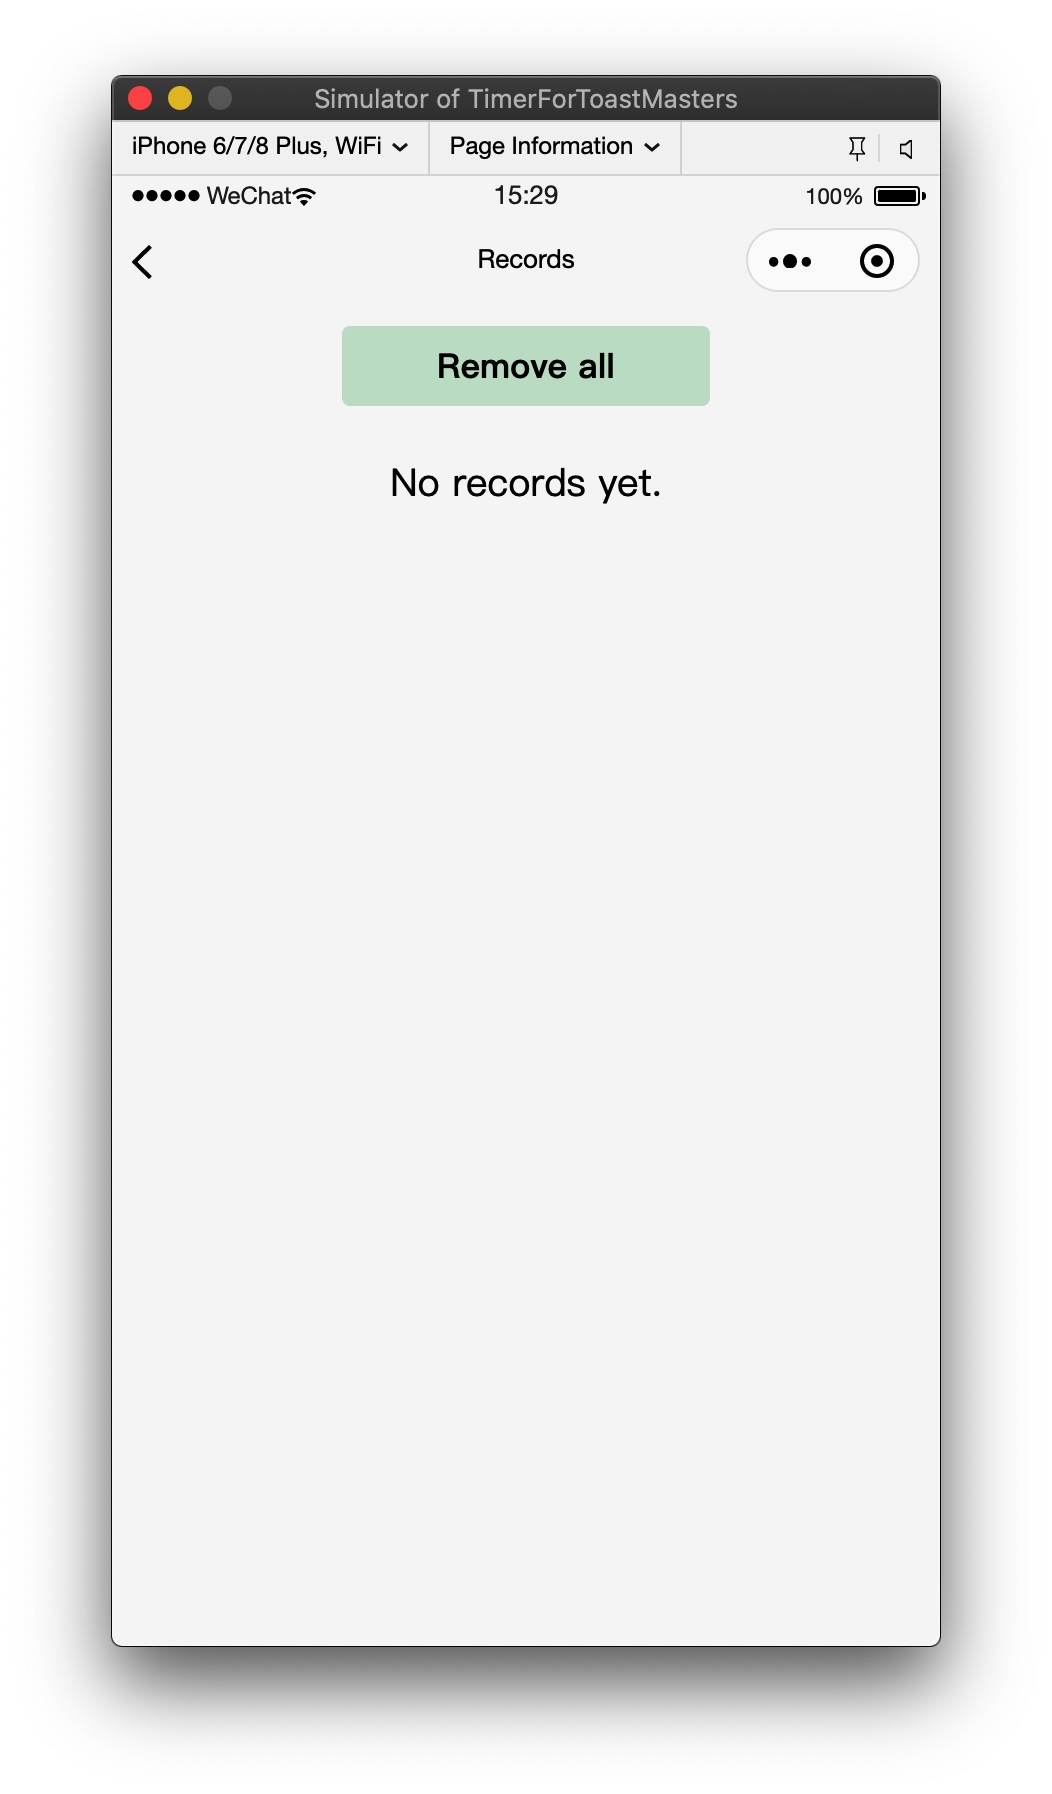 Simulator of TimerForToastMasters
iPhone 6/7/8 Plus, WiFi
Page Information
WeChat
15:29
100%
Records
Remove all
No records yet.